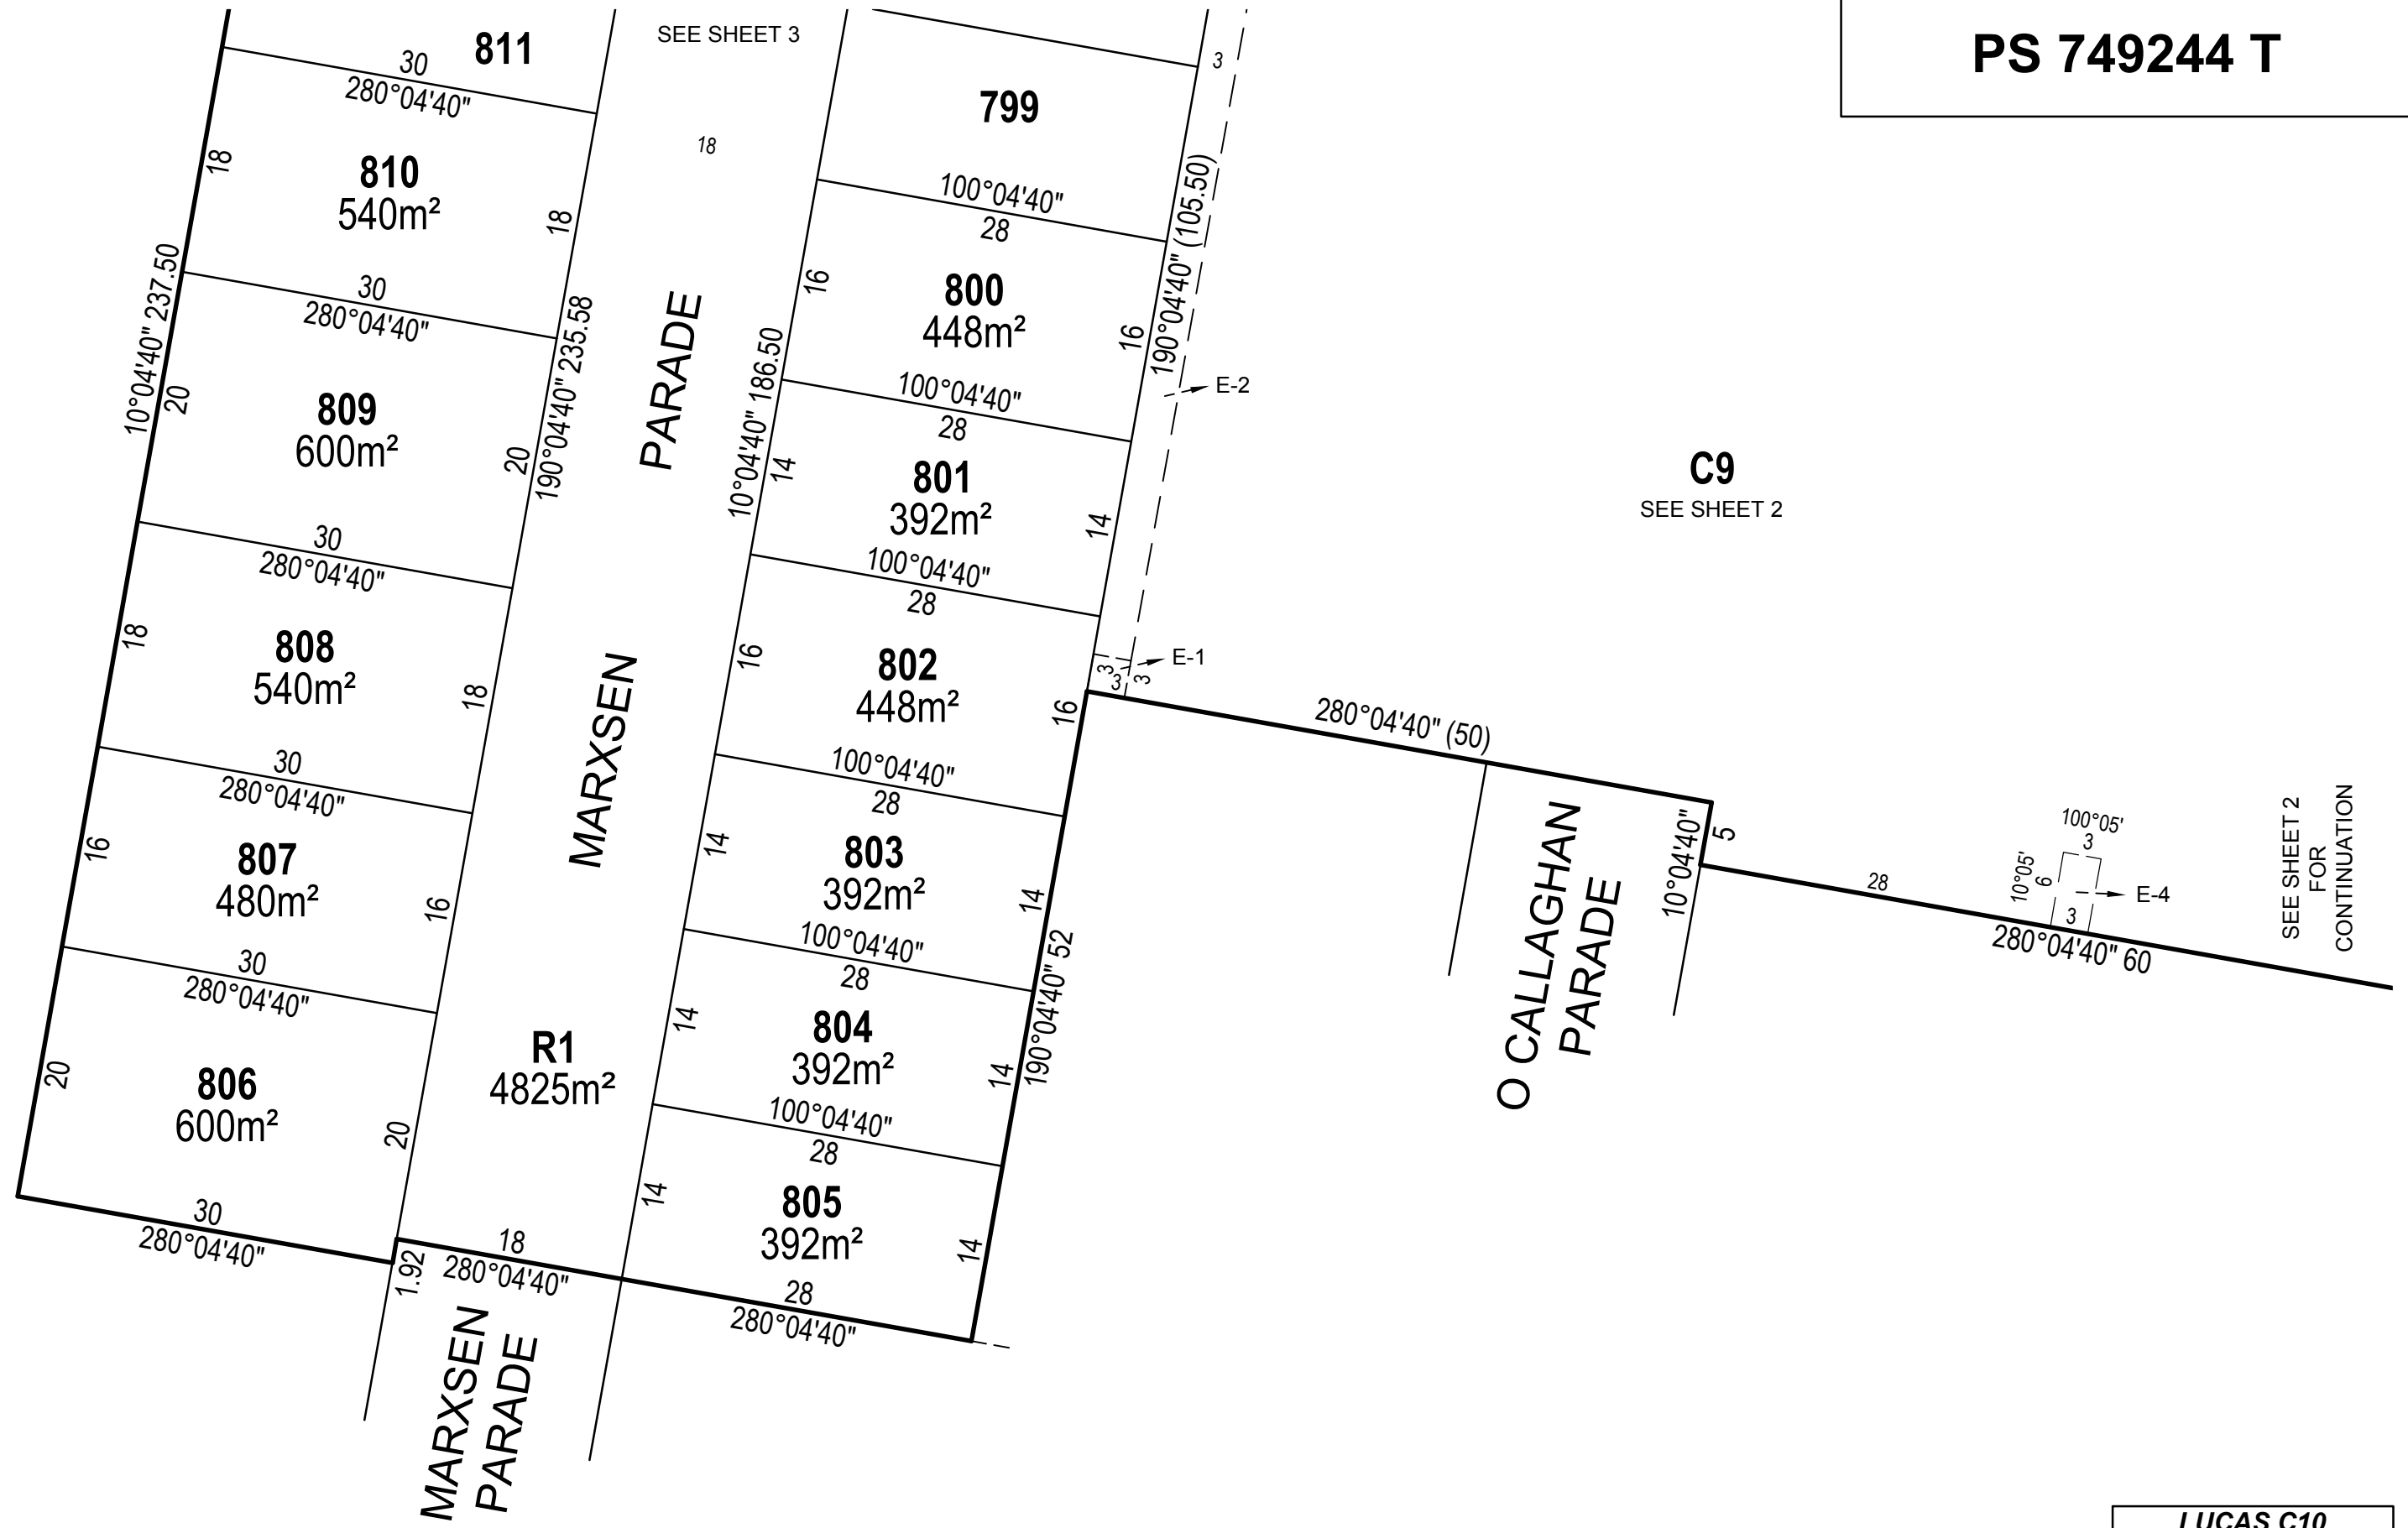 PS 749244 T
SEE SHEET 3
811
30
280°04'40"
18
810
540m²
18
30
280°04'40"
10°04'40" 237.50
20
809
600m²
20
190°04'40" 235.58
30
280°04'40"
18
808
540m²
18
30
280°04'40"
16
807
480m²
16
30
280°04'40"
20
806
600m²
20
30
280°04'40"
1.92
18
PARADE
MARXSEN
R1
4825m²
18
280°04'40"
MARXSEN
PARADE
10°04'40" 186.50
799
3
100°04'40"
28
16
800
448m²
16
190°04'40" (105.50)
E-2
100°04'40"
28
14
801
392m²
14
100°04'40"
28
16
802
448m²
16
3
3
3
E-1
100°04'40"
28
14
803
392m²
14
100°04'40"
28
190°04'40" 52
14
804
392m²
14
100°04'40"
28
14
805
392m²
14
28
280°04'40"
C9
SEE SHEET 2
280°04'40" (50)
O CALLAGHAN
PARADE
10°04'40"
5
28
100°05'
3
10°05'
6
3
E-4
280°04'40" 60
SEE SHEET 2
FOR
CONTINUATION
LUCAS C10